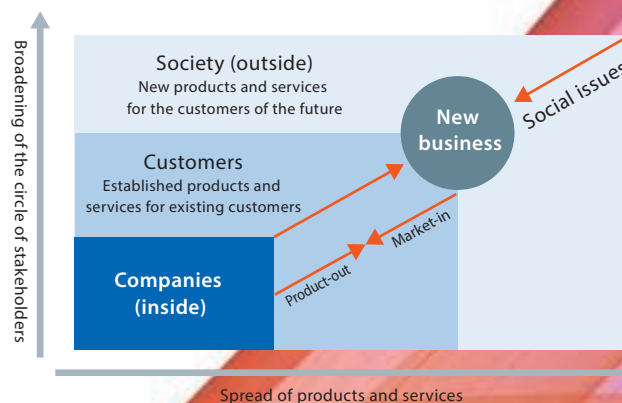 Broadening of the circle of stakeholders
Society (outside)
New products and services
for the customers of the future
New
business
Social issues
Customers
Established products and
services for existing customers
Market-in
Product-out
Companies
(inside)
Spread of products and services